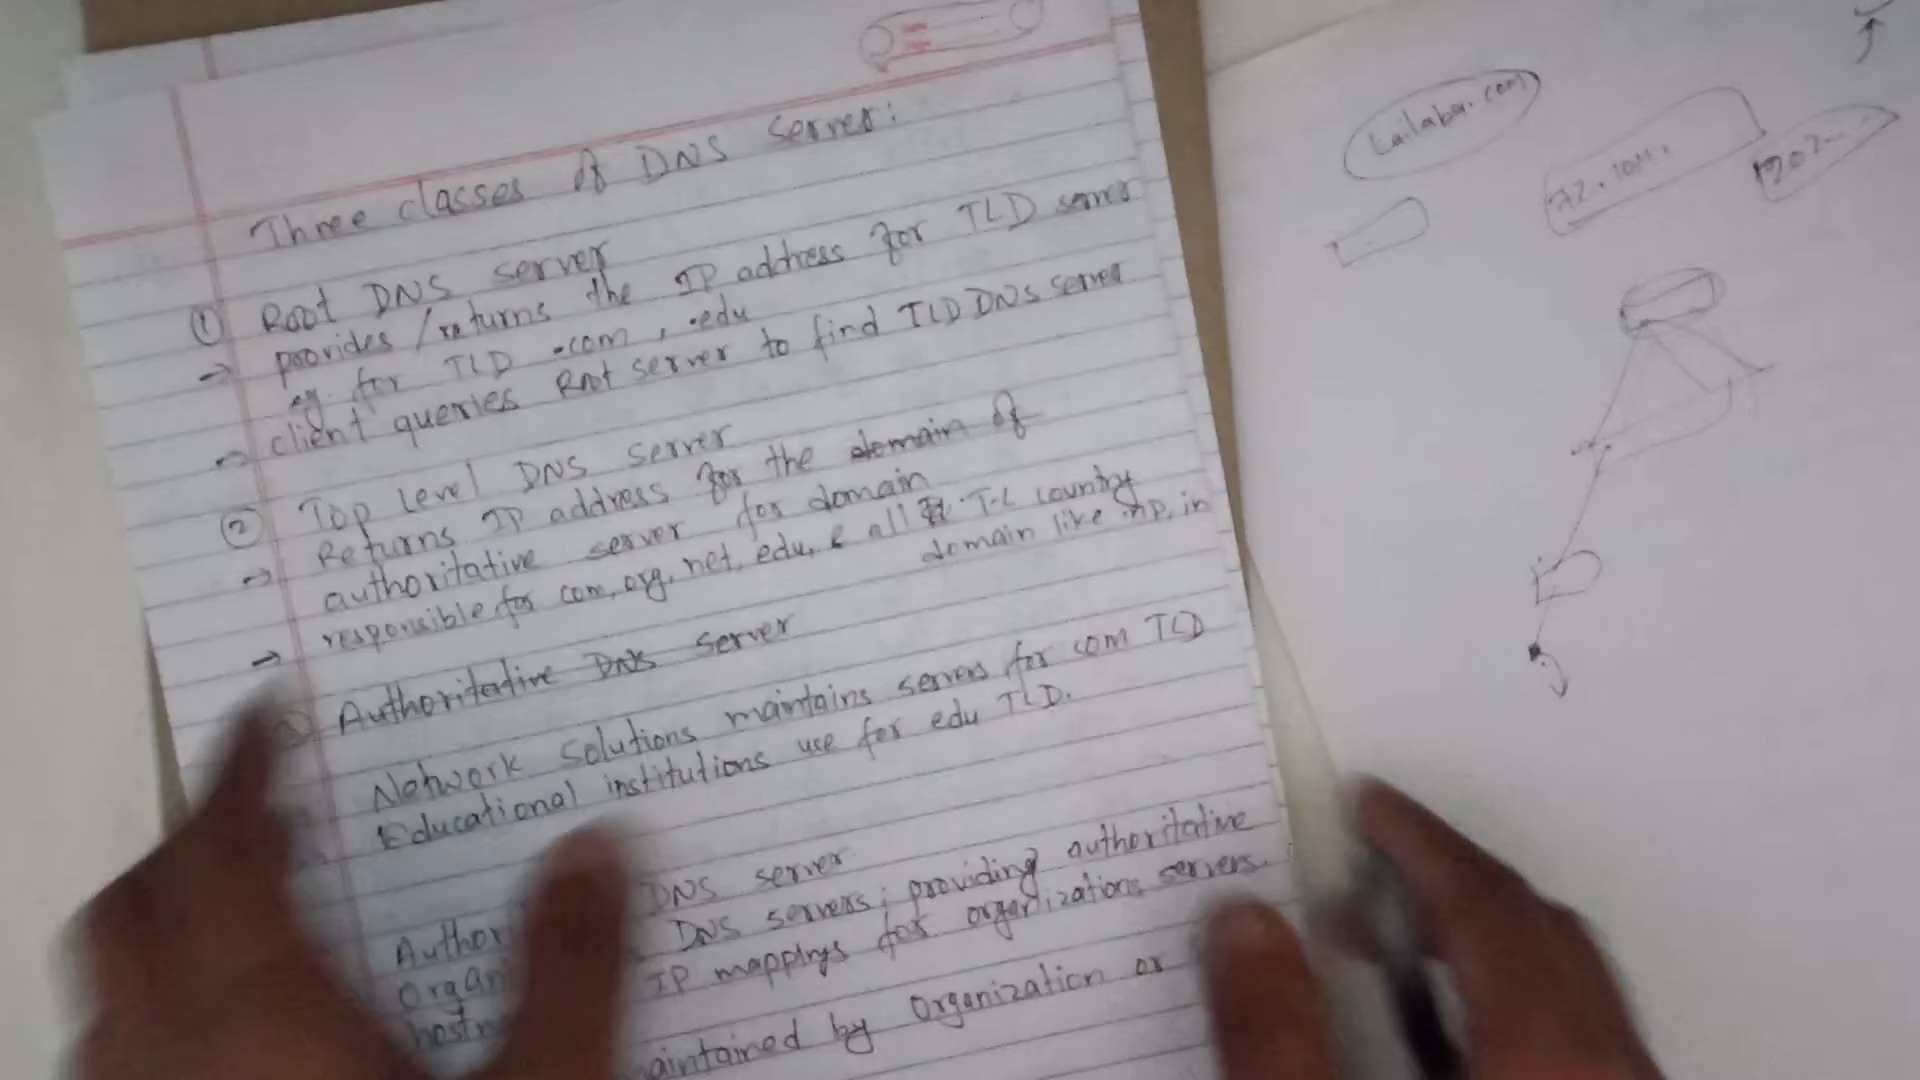 Three classes of DNS server:
① Root DNS server
→ provides / returns the IP address for TLD server
eg. for TLD .com, .edu
→ client queries Root server to find TLD DNS server
② Top Level DNS server
→ Returns IP address for the domain of
authoritative server for domain
→ responsible for com, org, net, edu, & all T-L country
domain like np, in
Authoritative DNS server
Network Solutions maintains servers for com TLD
Educational institutions use for edu TLD.
DNS server
DNS servers; providing authoritative
IP mappings for organizations servers.
maintained by Organization or